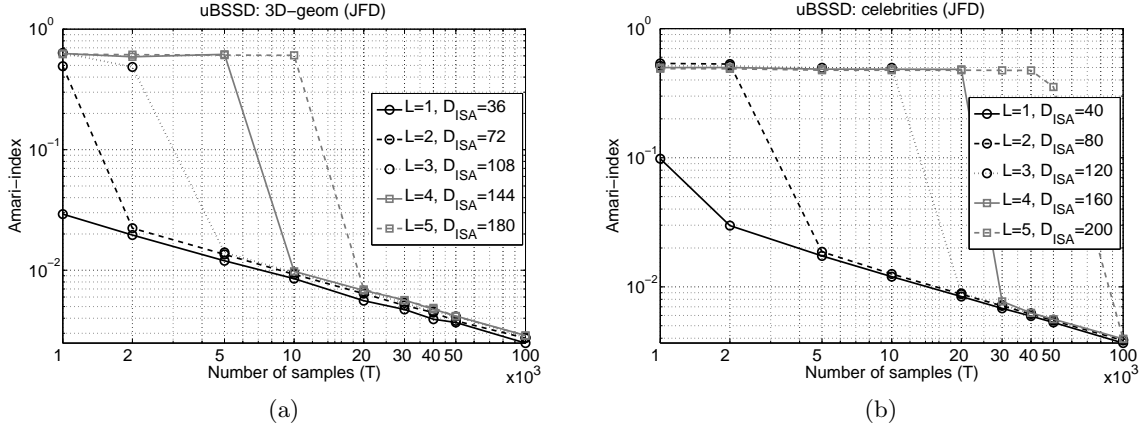 uBSSD: 3D−geom (JFD)
10^0
10^−1
10^−2
Amari−index
L=1, D_ISA=36
L=2, D_ISA=72
L=3, D_ISA=108
L=4, D_ISA=144
L=5, D_ISA=180
1 2 5 10 20 30 40 50 100
Number of samples (T)
x10^3
(a)
uBSSD: celebrities (JFD)
10^0
10^−1
10^−2
Amari−index
L=1, D_ISA=40
L=2, D_ISA=80
L=3, D_ISA=120
L=4, D_ISA=160
L=5, D_ISA=200
1 2 5 10 20 30 40 50 100
Number of samples (T)
x10^3
(b)